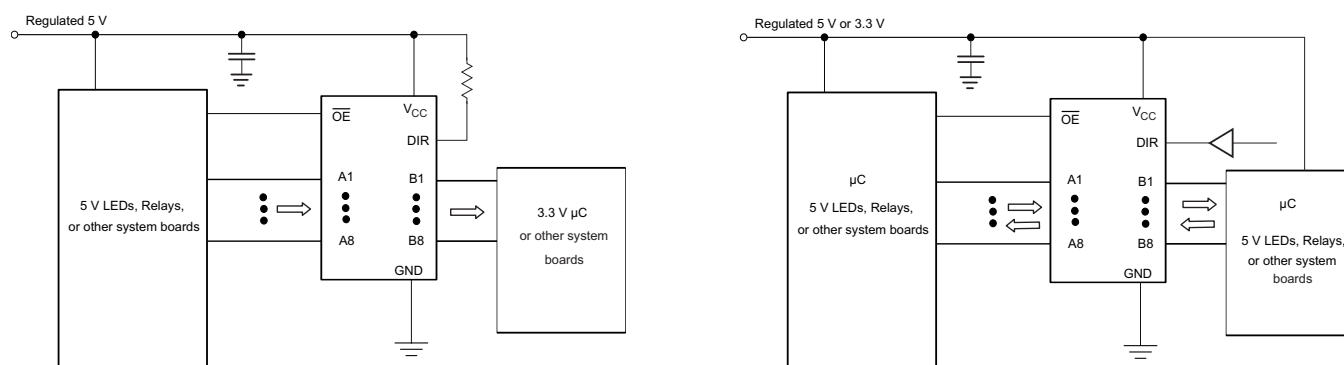 Regulated 5 V
OE
VCC
DIR
A1
B1
5 V LEDs, Relays,
or other system boards
3.3 V µC
or other system
boards
A8
B8
GND
Regulated 5 V or 3.3 V
OE
VCC
DIR
µC
A1
B1
µC
5 V LEDs, Relays,
or other system boards
A8
B8
5 V LEDs, Relays,
or other system
boards
GND